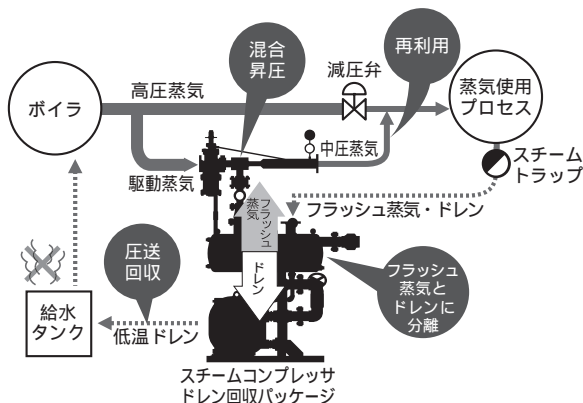 混合
昇圧
再利用
減圧弁
ボイラ
高圧蒸気
蒸気使用
プロセス
中圧蒸気
駆動蒸気
スチーム
トラップ
フラッシュ
蒸気
フラッシュ蒸気・ドレン
ドレン
圧送
回収
フラッシュ
蒸気と
ドレンに
分離
給水
タンク
低温ドレン
スチームコンプレッサ
ドレン回収パッケージ